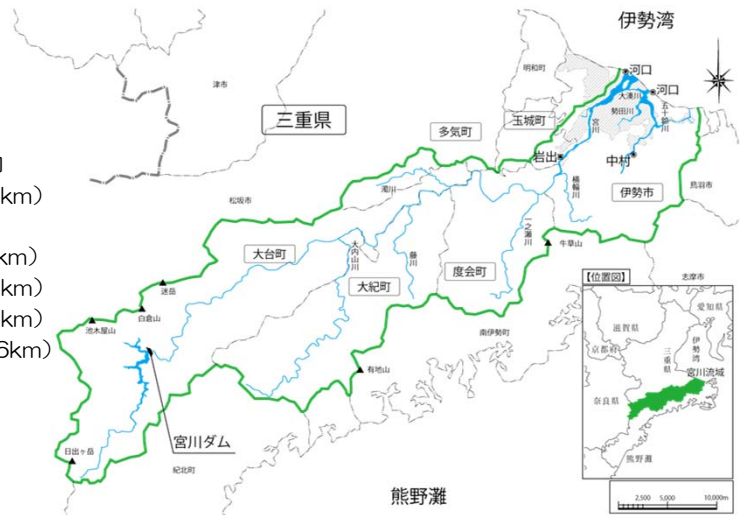 伊勢湾
河口
明和町
津市
大湊川
河口
三重県
玉城町
勢田川
五十鈴川
多気町
宮川
岩出
中村
濁川
横輪川
伊勢市
鳥羽市
松坂市
km)
km)
km)
km)
6km)
大台町
大内山川
一之瀬川
藤川
牛草山
大紀町
度会町
【位置図】
志摩市
迷岳
白倉山
池木屋山
南伊勢町
愛知県
滋賀県
伊勢湾
京都府
三重県
宮川流域
奈良県
有地山
宮川ダム
日出ヶ岳
紀北町
熊野灘
熊野灘
2,500 5,000 10,000m